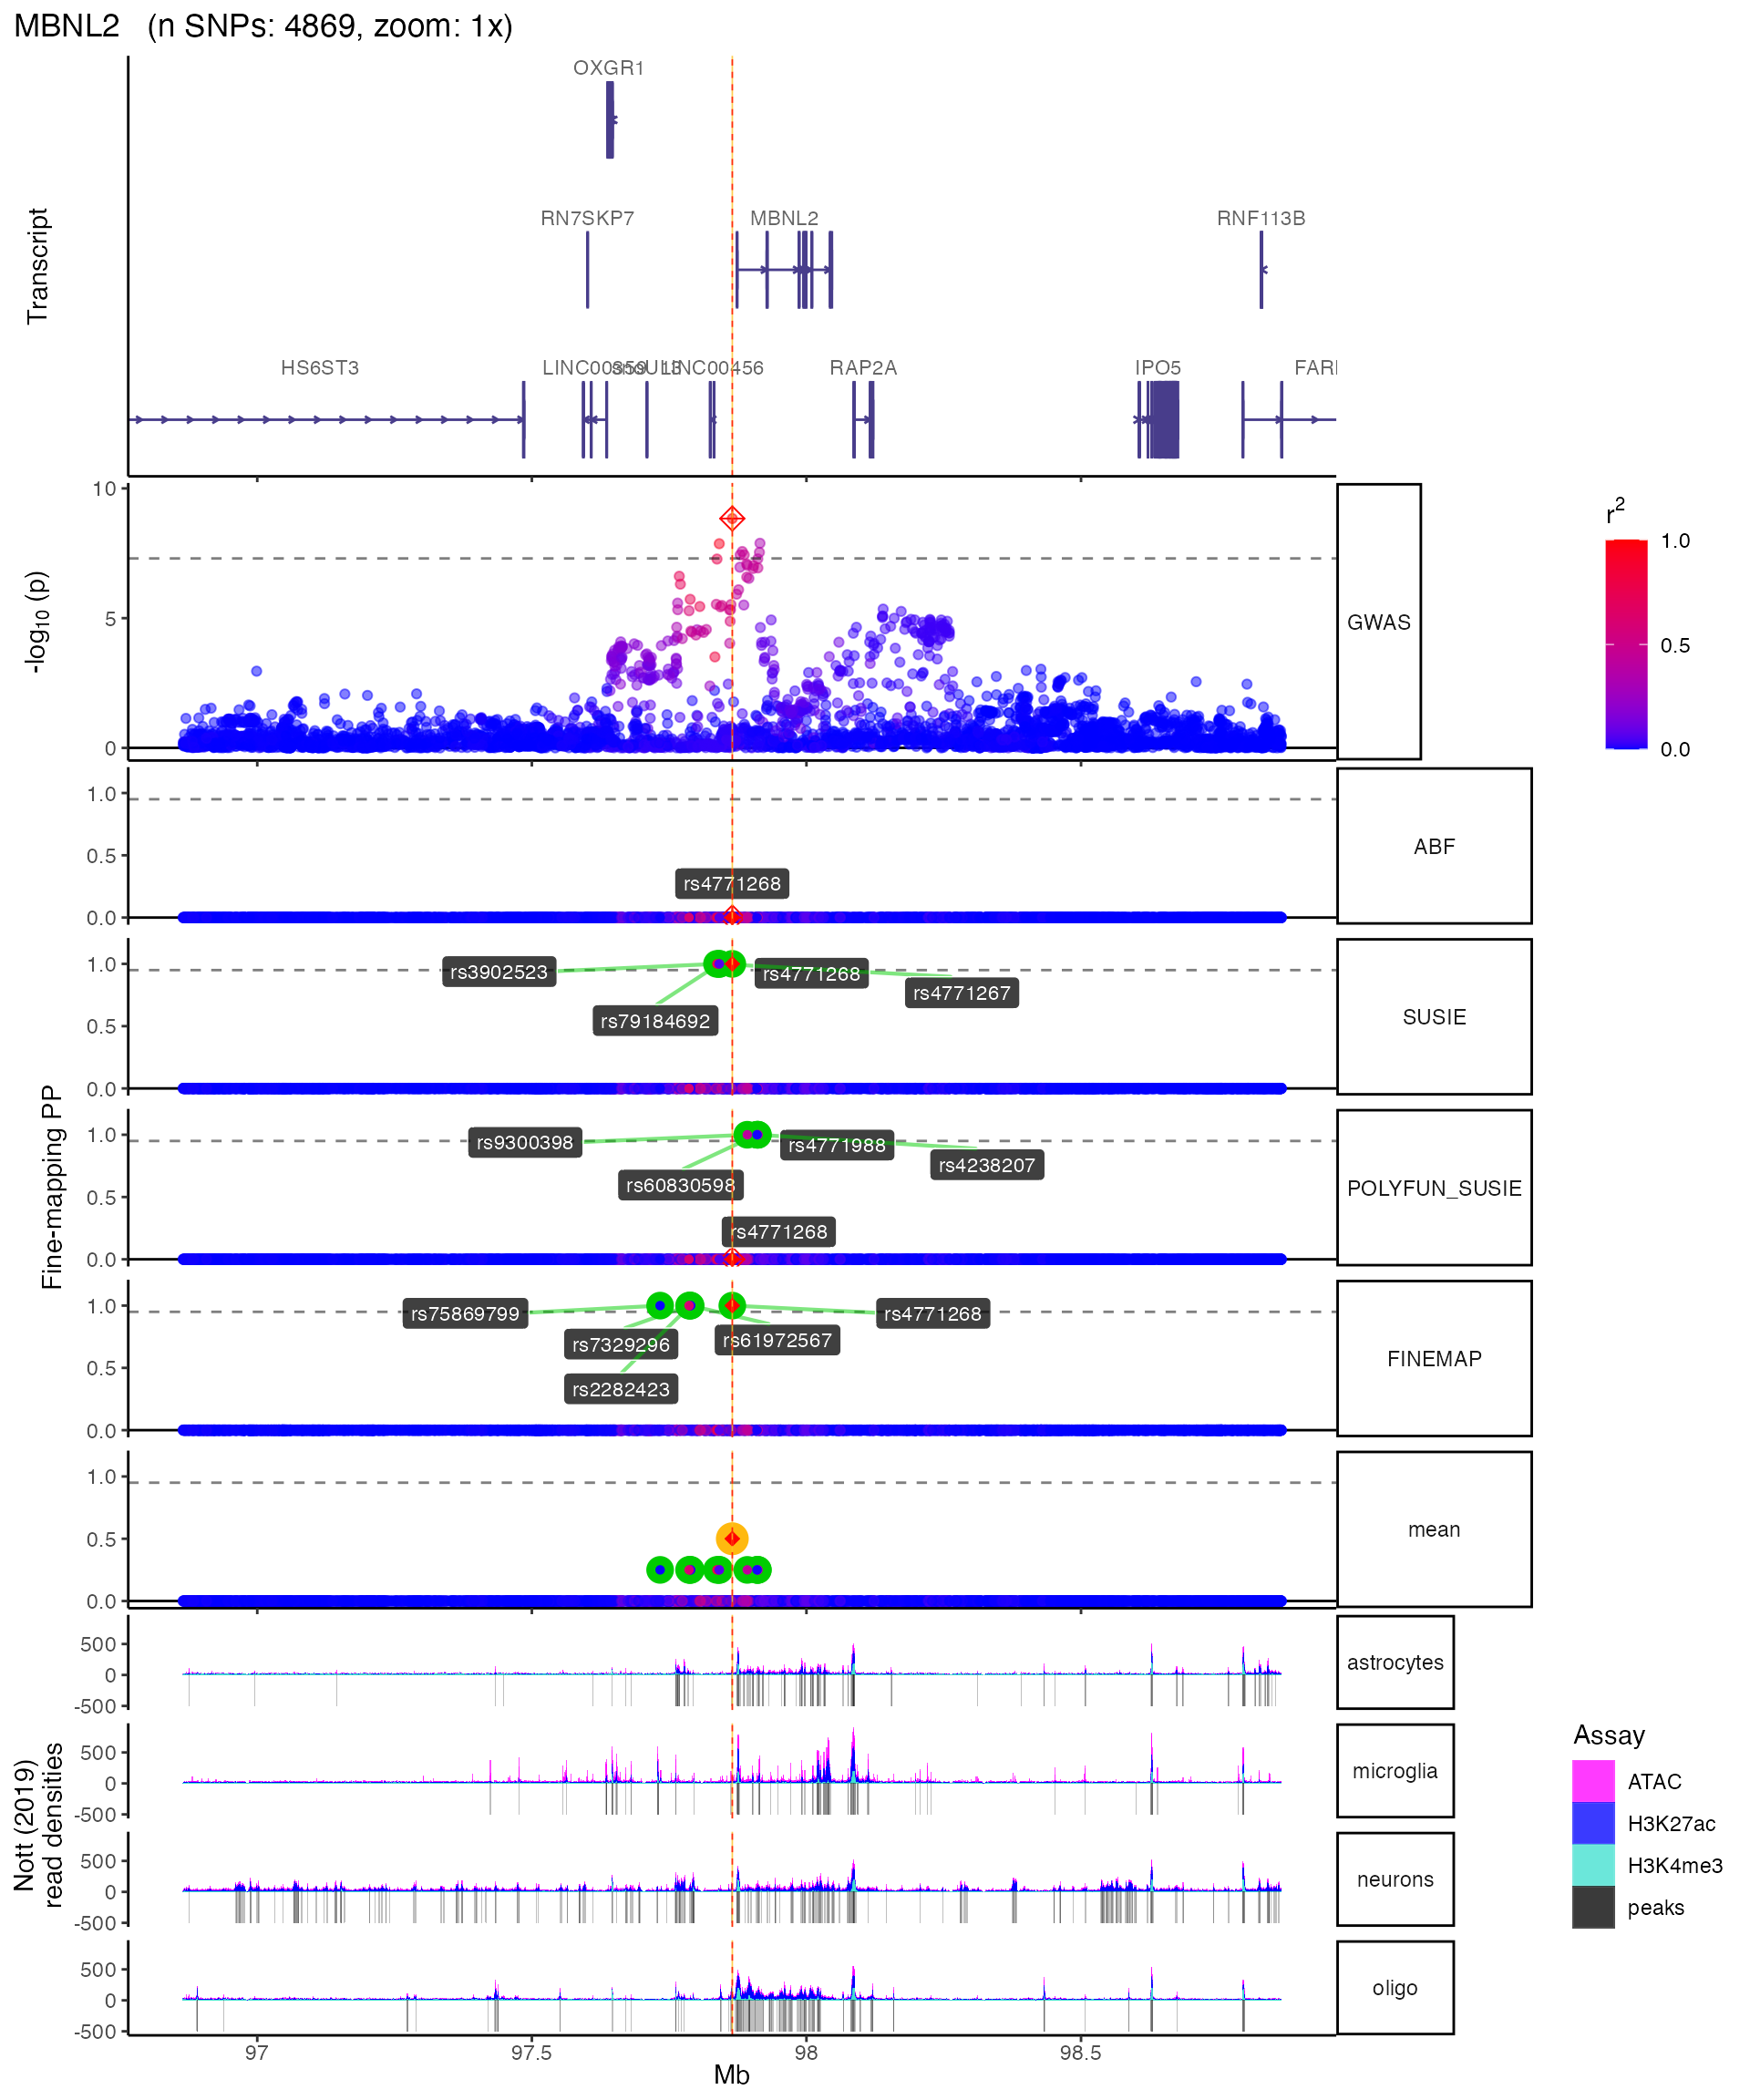 MBNL2 (n SNPs: 4869, zoom: 1x)
OXGR1
RN7SKP7
MBNL2
RNF113B
HS6ST3
LINC00359
snoU13
LINC00456
RAP2A
IPO5
FARI
Transcript
10
5
0
-log10 (p)
GWAS
r2
1.0
0.5
0.0
1.0
0.5
0.0
rs4771268
ABF
1.0
0.5
0.0
rs3902523
rs4771268
rs4771267
rs79184692
SUSIE
Fine-mapping PP
1.0
0.5
0.0
rs9300398
rs4771988
rs4238207
rs60830598
rs4771268
POLYFUN_SUSIE
1.0
0.5
0.0
rs75869799
rs4771268
rs7329296
rs61972567
rs2282423
FINEMAP
1.0
0.5
0.0
mean
Nott (2019)
read densities
500
0
-500
astrocytes
500
0
-500
microglia
500
0
-500
neurons
500
0
-500
oligo
Assay
ATAC
H3K27ac
H3K4me3
peaks
97
97.5
98
98.5
Mb